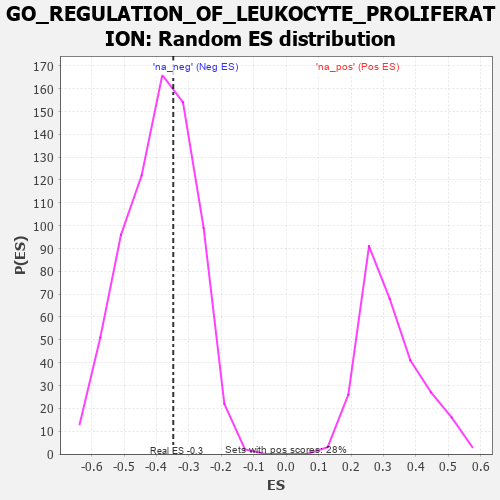 GO_REGULATION_OF_LEUKOCYTE_PROLIFERAT
ION: Random ES distribution
'na_neg' (Neg ES) 'na_pos' (Pos ES)
170
160
150
140
130
120
110
100
90
80
70
60
50
40
30
20
10
0
P(ES)
Real ES -0.3 Sets with pos scores: 28%
-0.6 -0.5 -0.4 -0.3 -0.2 -0.1 0.0 0.1 0.2 0.3 0.4 0.5 0.6
ES